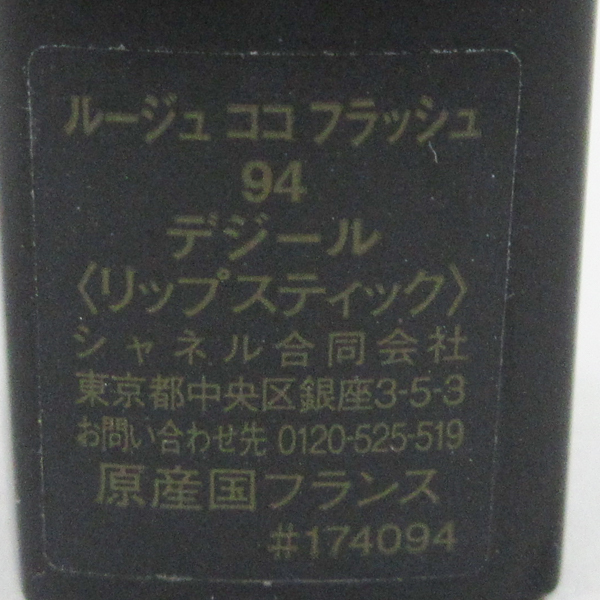 ルージュ ココ フラッシュ
94
デジール
〈リップスティック〉
シャネル合同会社
東京都中央区銀座3-5-3
お問い合わせ先 0120-525-519
原産国フランス
#174094